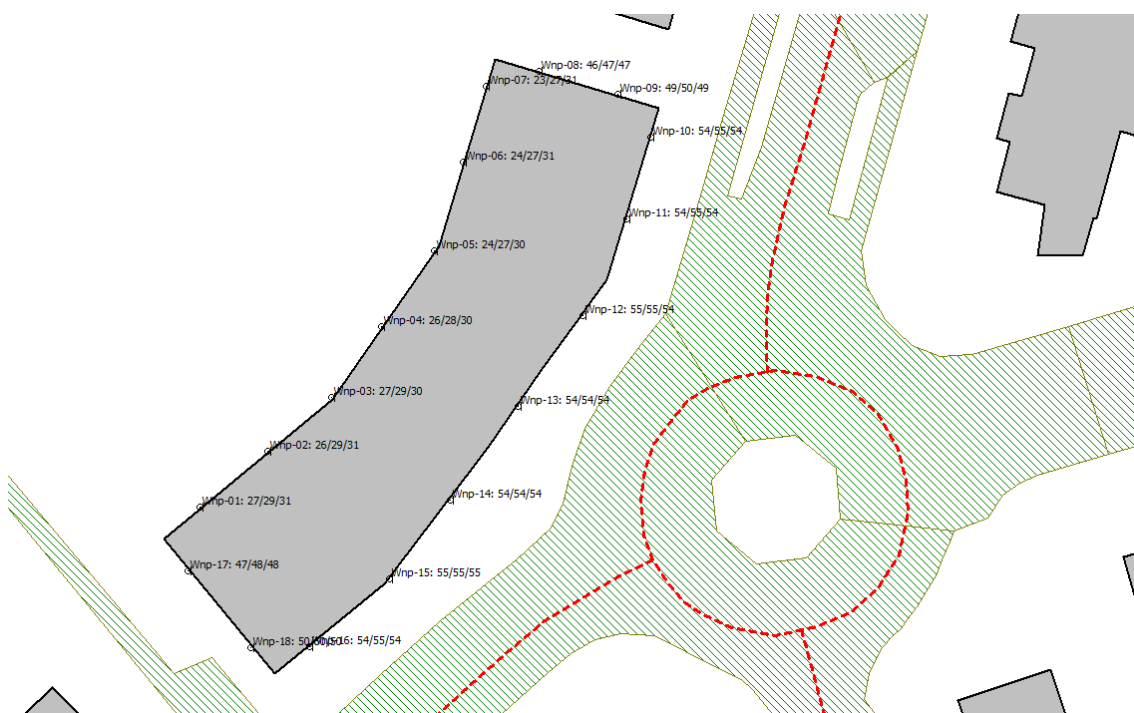 Wnp-08: 46/47/47
Wnp-07: 23/27/31
Wnp-09: 49/50/49
Wnp-10: 54/55/54
Wnp-06: 24/27/31
Wnp-11: 54/55/54
Wnp-05: 24/27/30
Wnp-12: 55/55/54
Wnp-04: 26/28/30
Wnp-03: 27/29/30
Wnp-13: 54/54/54
Wnp-02: 26/29/31
Wnp-14: 54/54/54
Wnp-01: 27/29/31
Wnp-17: 47/48/48
Wnp-15: 55/55/55
Wnp-18: 50/50/50
Wnp-16: 54/55/54